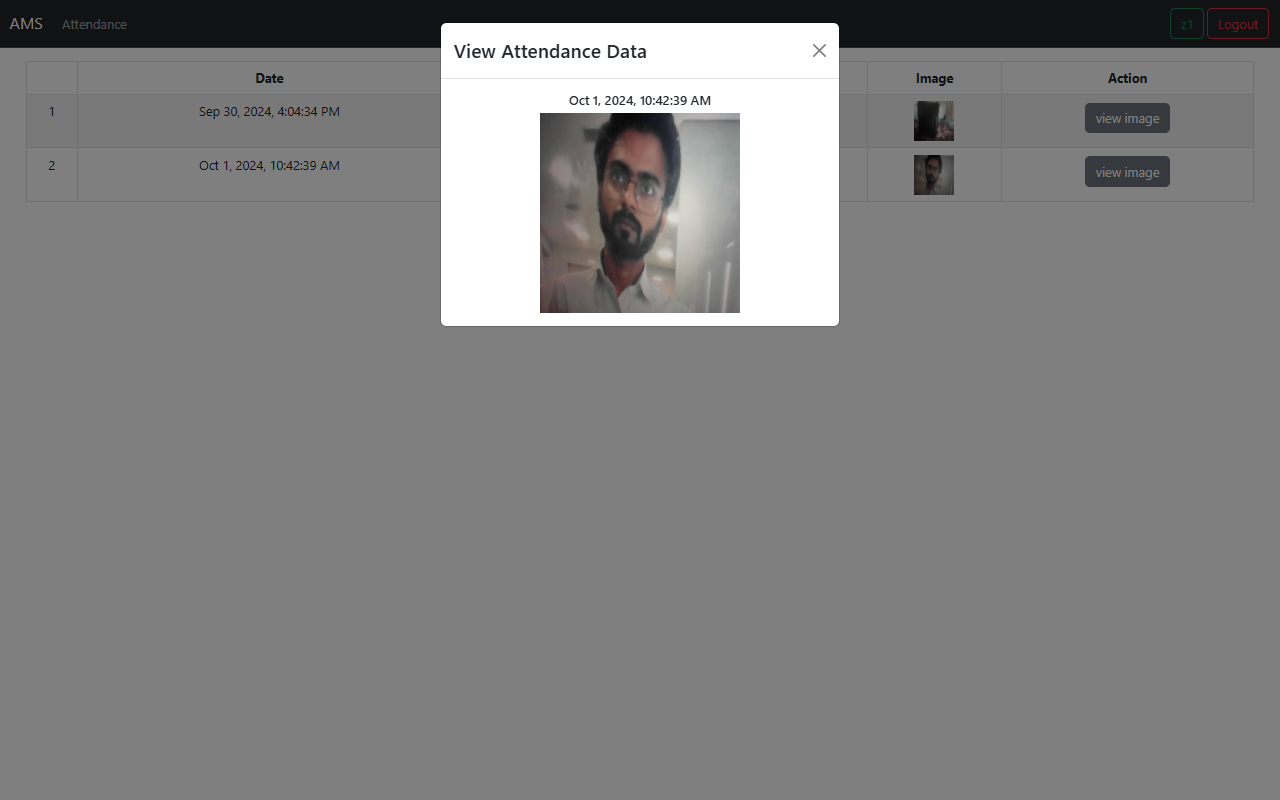 AMS Attendance z1 Logout
View Attendance Data
Oct 1, 2024, 10:42:39 AM
Date Image Action
1 Sep 30, 2024, 4:04:34 PM view image
2 Oct 1, 2024, 10:42:39 AM view image